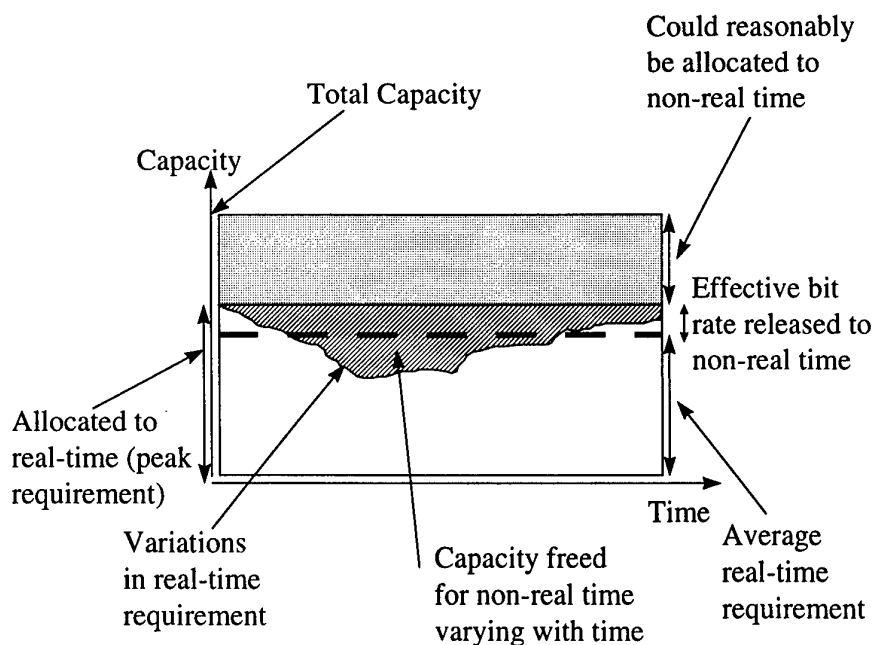 Could reasonably
be allocated to
non-real time
Total Capacity
Capacity
Effective bit
rate released to
non-real time
Allocated to
real-time (peak
requirement)
Time
Variations
in real-time
requirement
Capacity freed
for non-real time
varying with time
Average
real-time
requirement